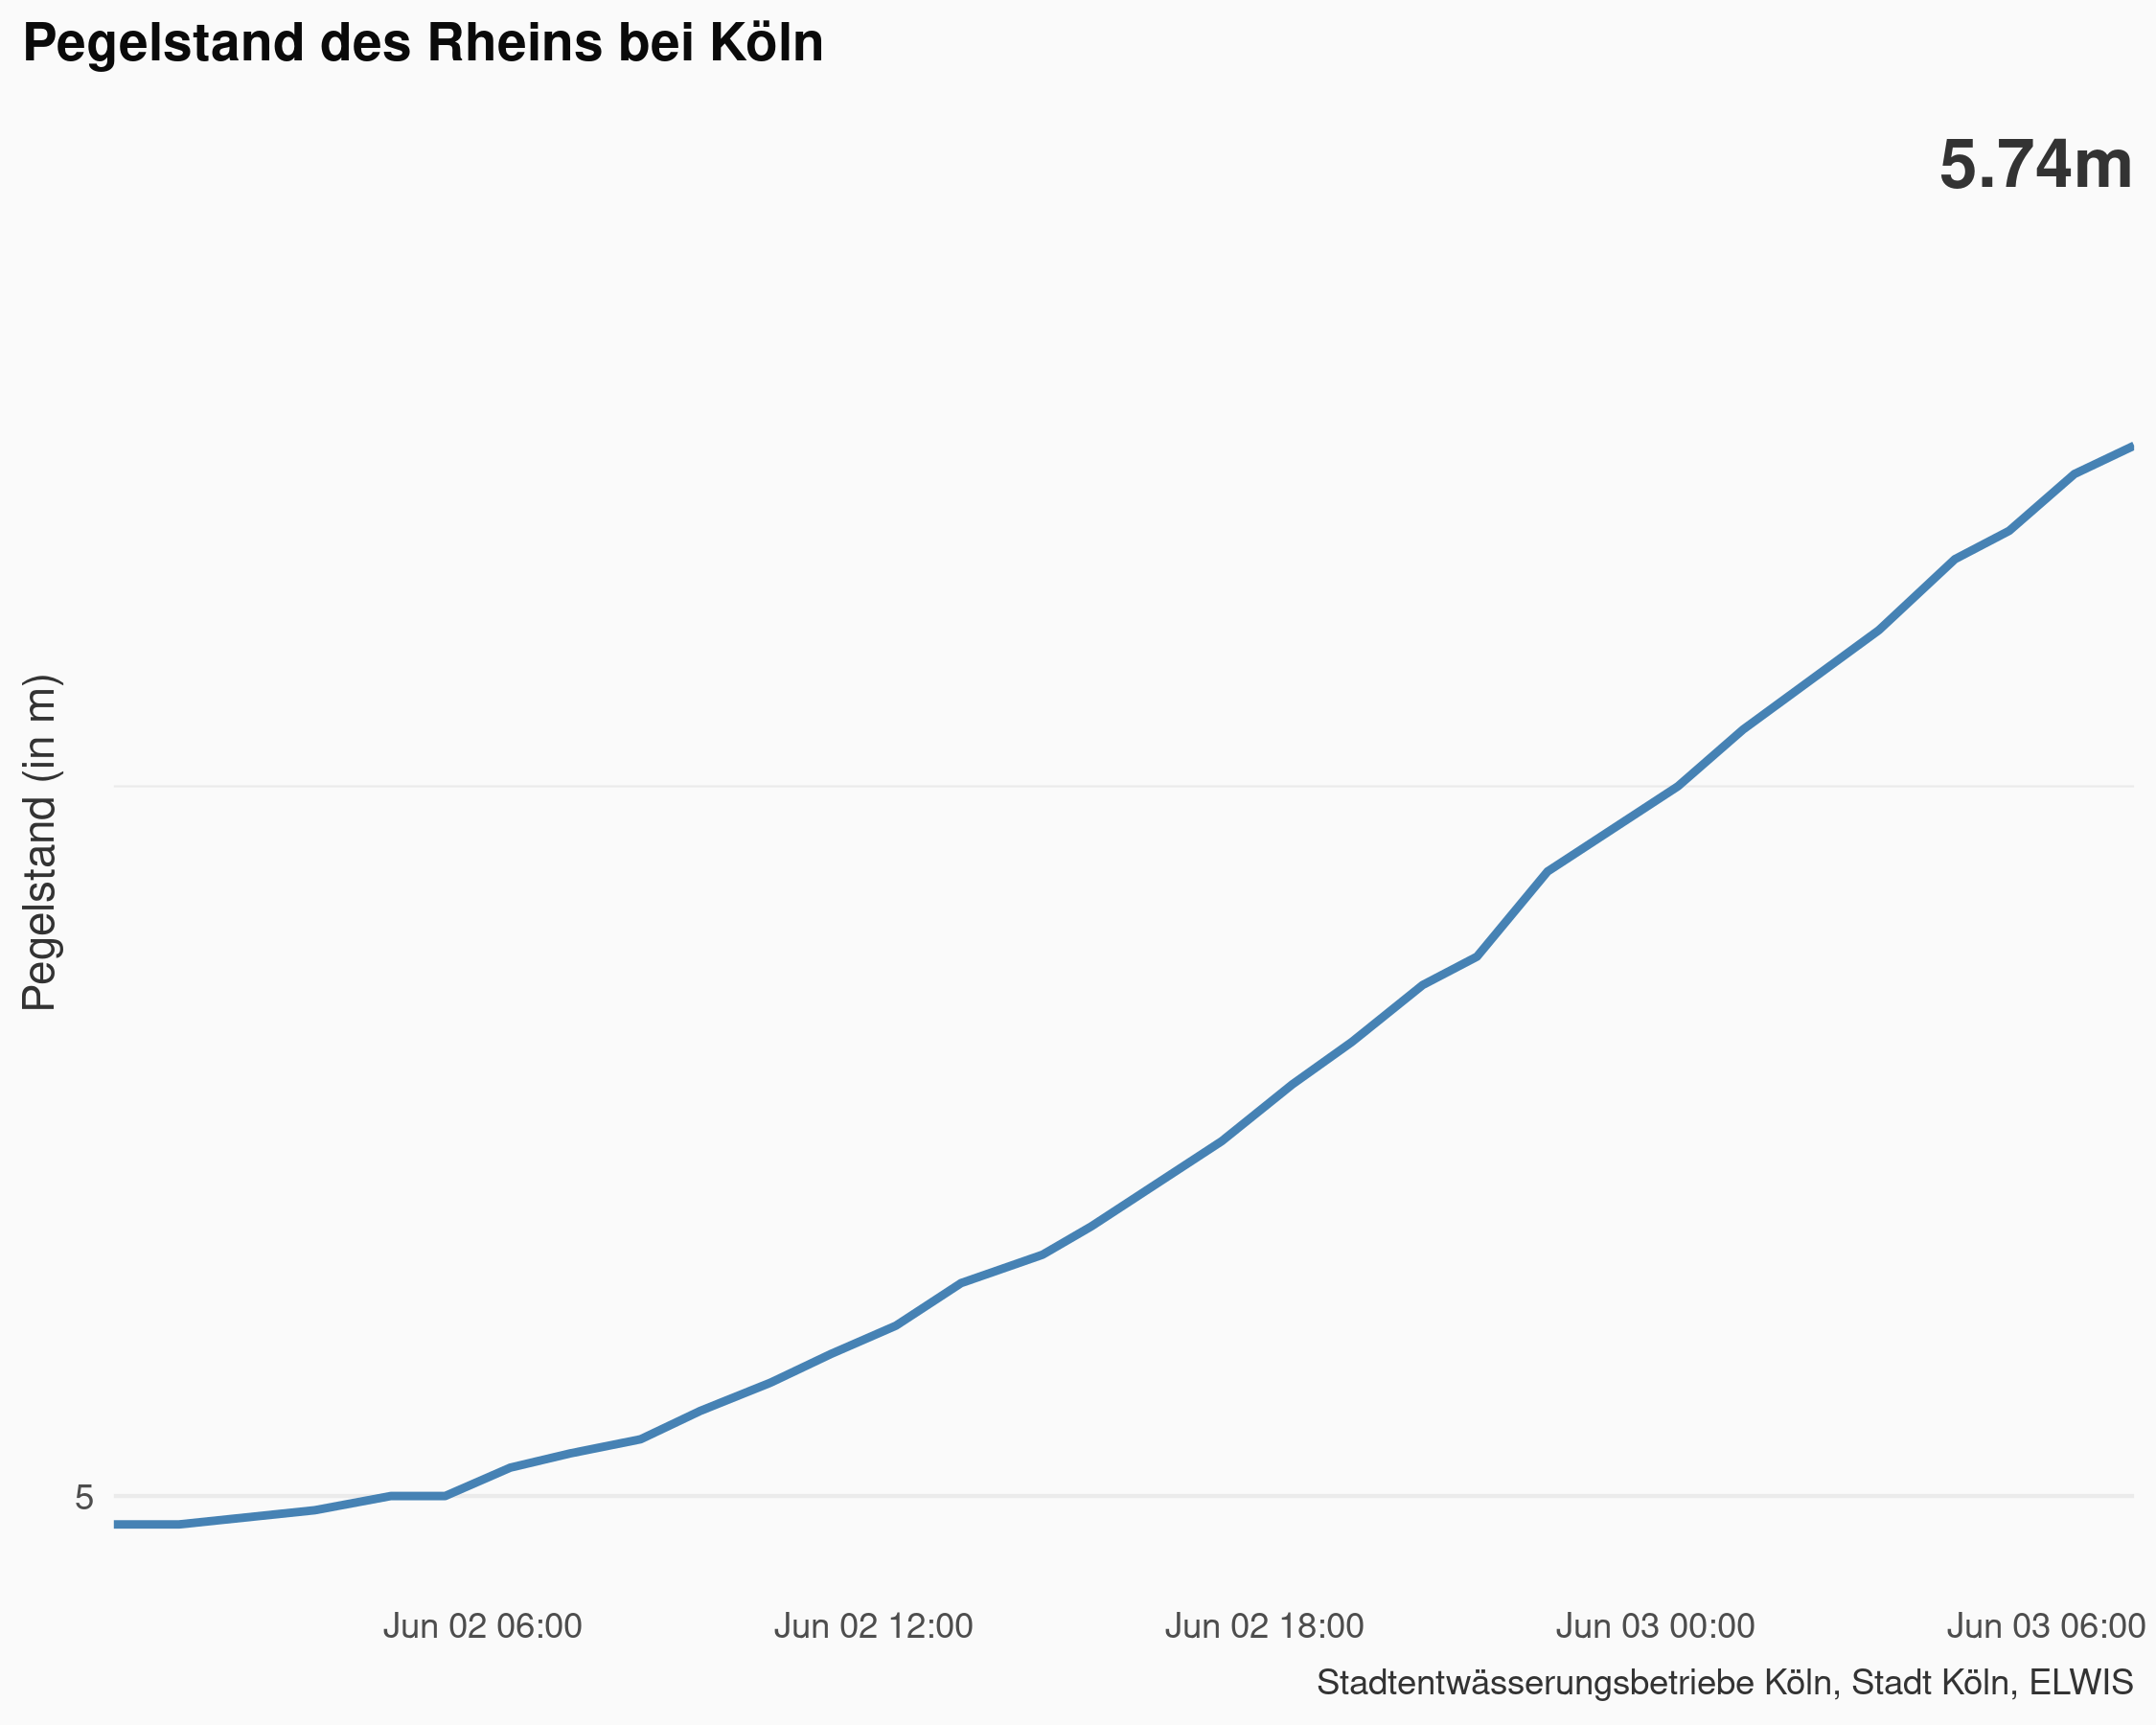 Pegelstand des Rheins bei Köln
5.74m
Pegelstand (in m)
5
Jun 02 06:00
Jun 02 12:00
Jun 02 18:00
Jun 03 00:00
Jun 03 06:00
Stadtentwässerungsbetriebe Köln, Stadt Köln, ELWIS